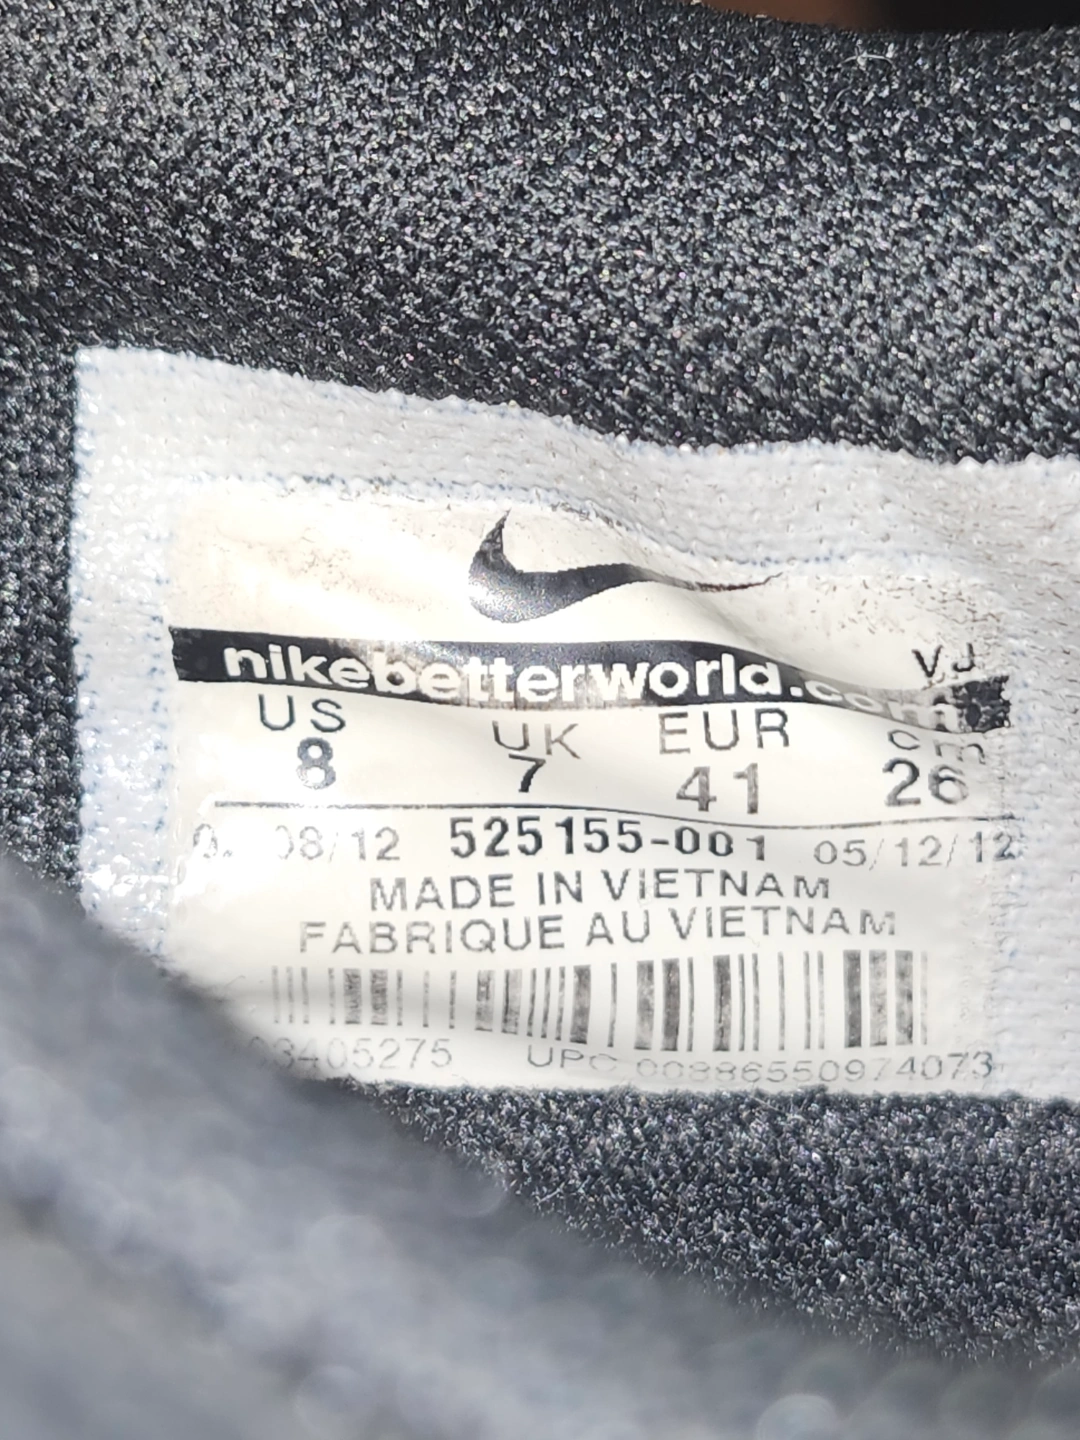 nikebetterworld.com
VJ
US UK EUR cm
8 7 41 26
08/12 525155-001 05/12/12
MADE IN VIETNAM
FABRIQUE AU VIETNAM
3405275 UPC 00886550974073